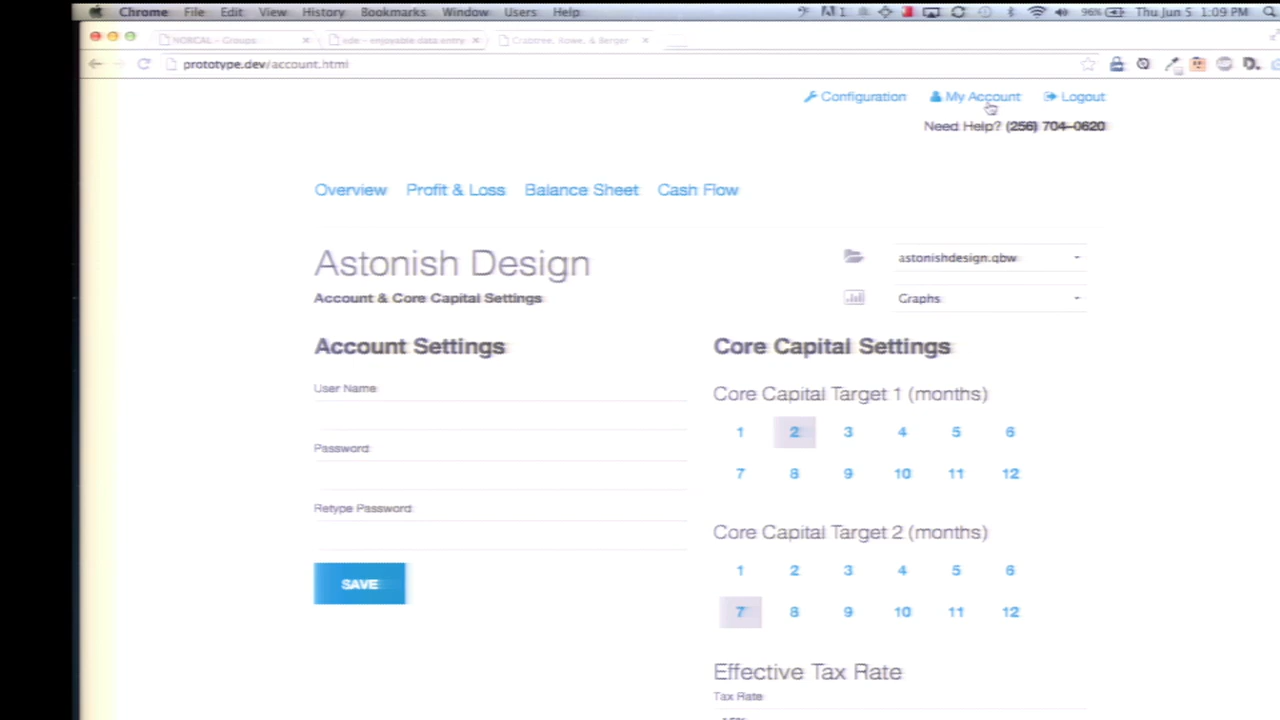 Chrome File Edit View History Bookmarks Window Users Help
1 96% Thu Jun 5 1:09 PM
NORCAL - Groups ode - enjoyable data entry Crabtree, Rowe, & Berger
prototype.dev/account.html
Configuration My Account Logout
Need Help? (256) 704-0620
Overview Profit & Loss Balance Sheet Cash Flow
Astonish Design
astonishdesign.qbw
Account & Core Capital Settings
Graphs
Account Settings
Core Capital Settings
User Name
Core Capital Target 1 (months)
1 2 3 4 5 6
Password
7 8 9 10 11 12
Retype Password
Core Capital Target 2 (months)
1 2 3 4 5 6
SAVE
7 8 9 10 11 12
Effective Tax Rate
Tax Rate